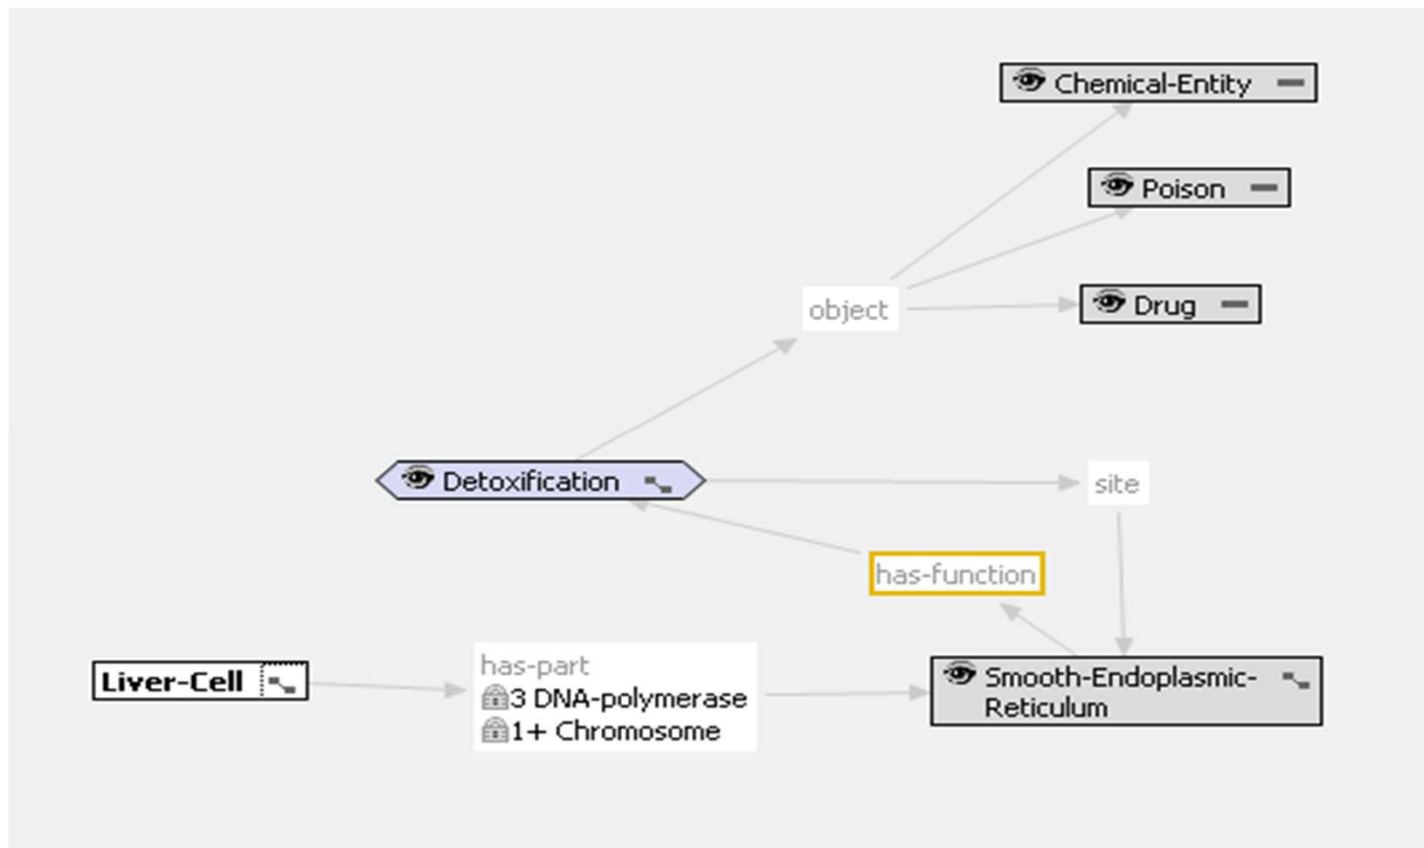 Chemical-Entity
Poison
object
Drug
Detoxification
site
has-function
Liver-Cell
has-part
3 DNA-polymerase
1+ Chromosome
Smooth-Endoplasmic-
Reticulum